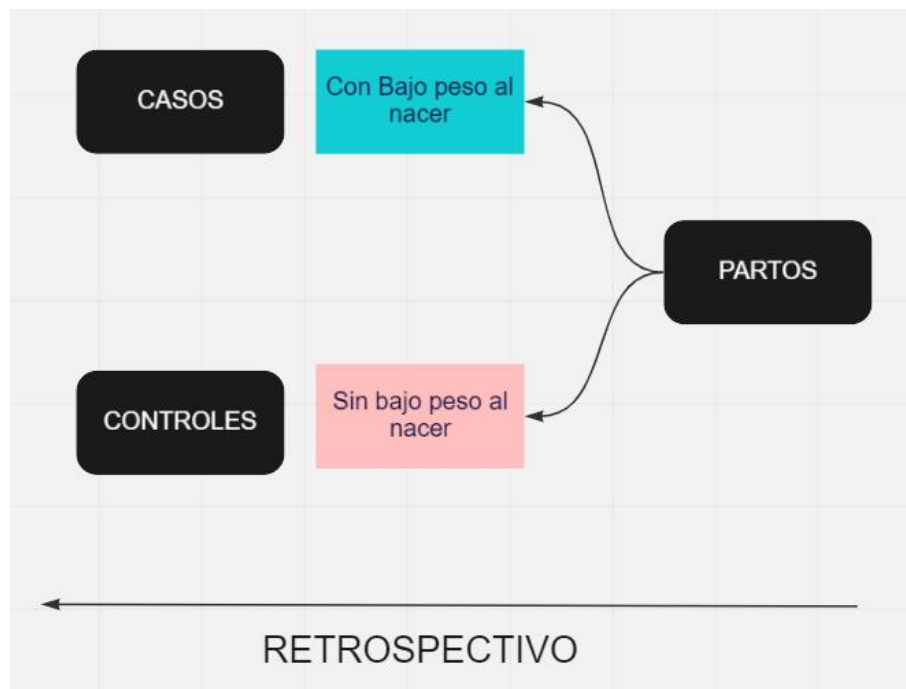 CASOS
Con Bajo peso al
nacer
PARTOS
CONTROLES
Sin bajo peso al
nacer
RETROSPECTIVO